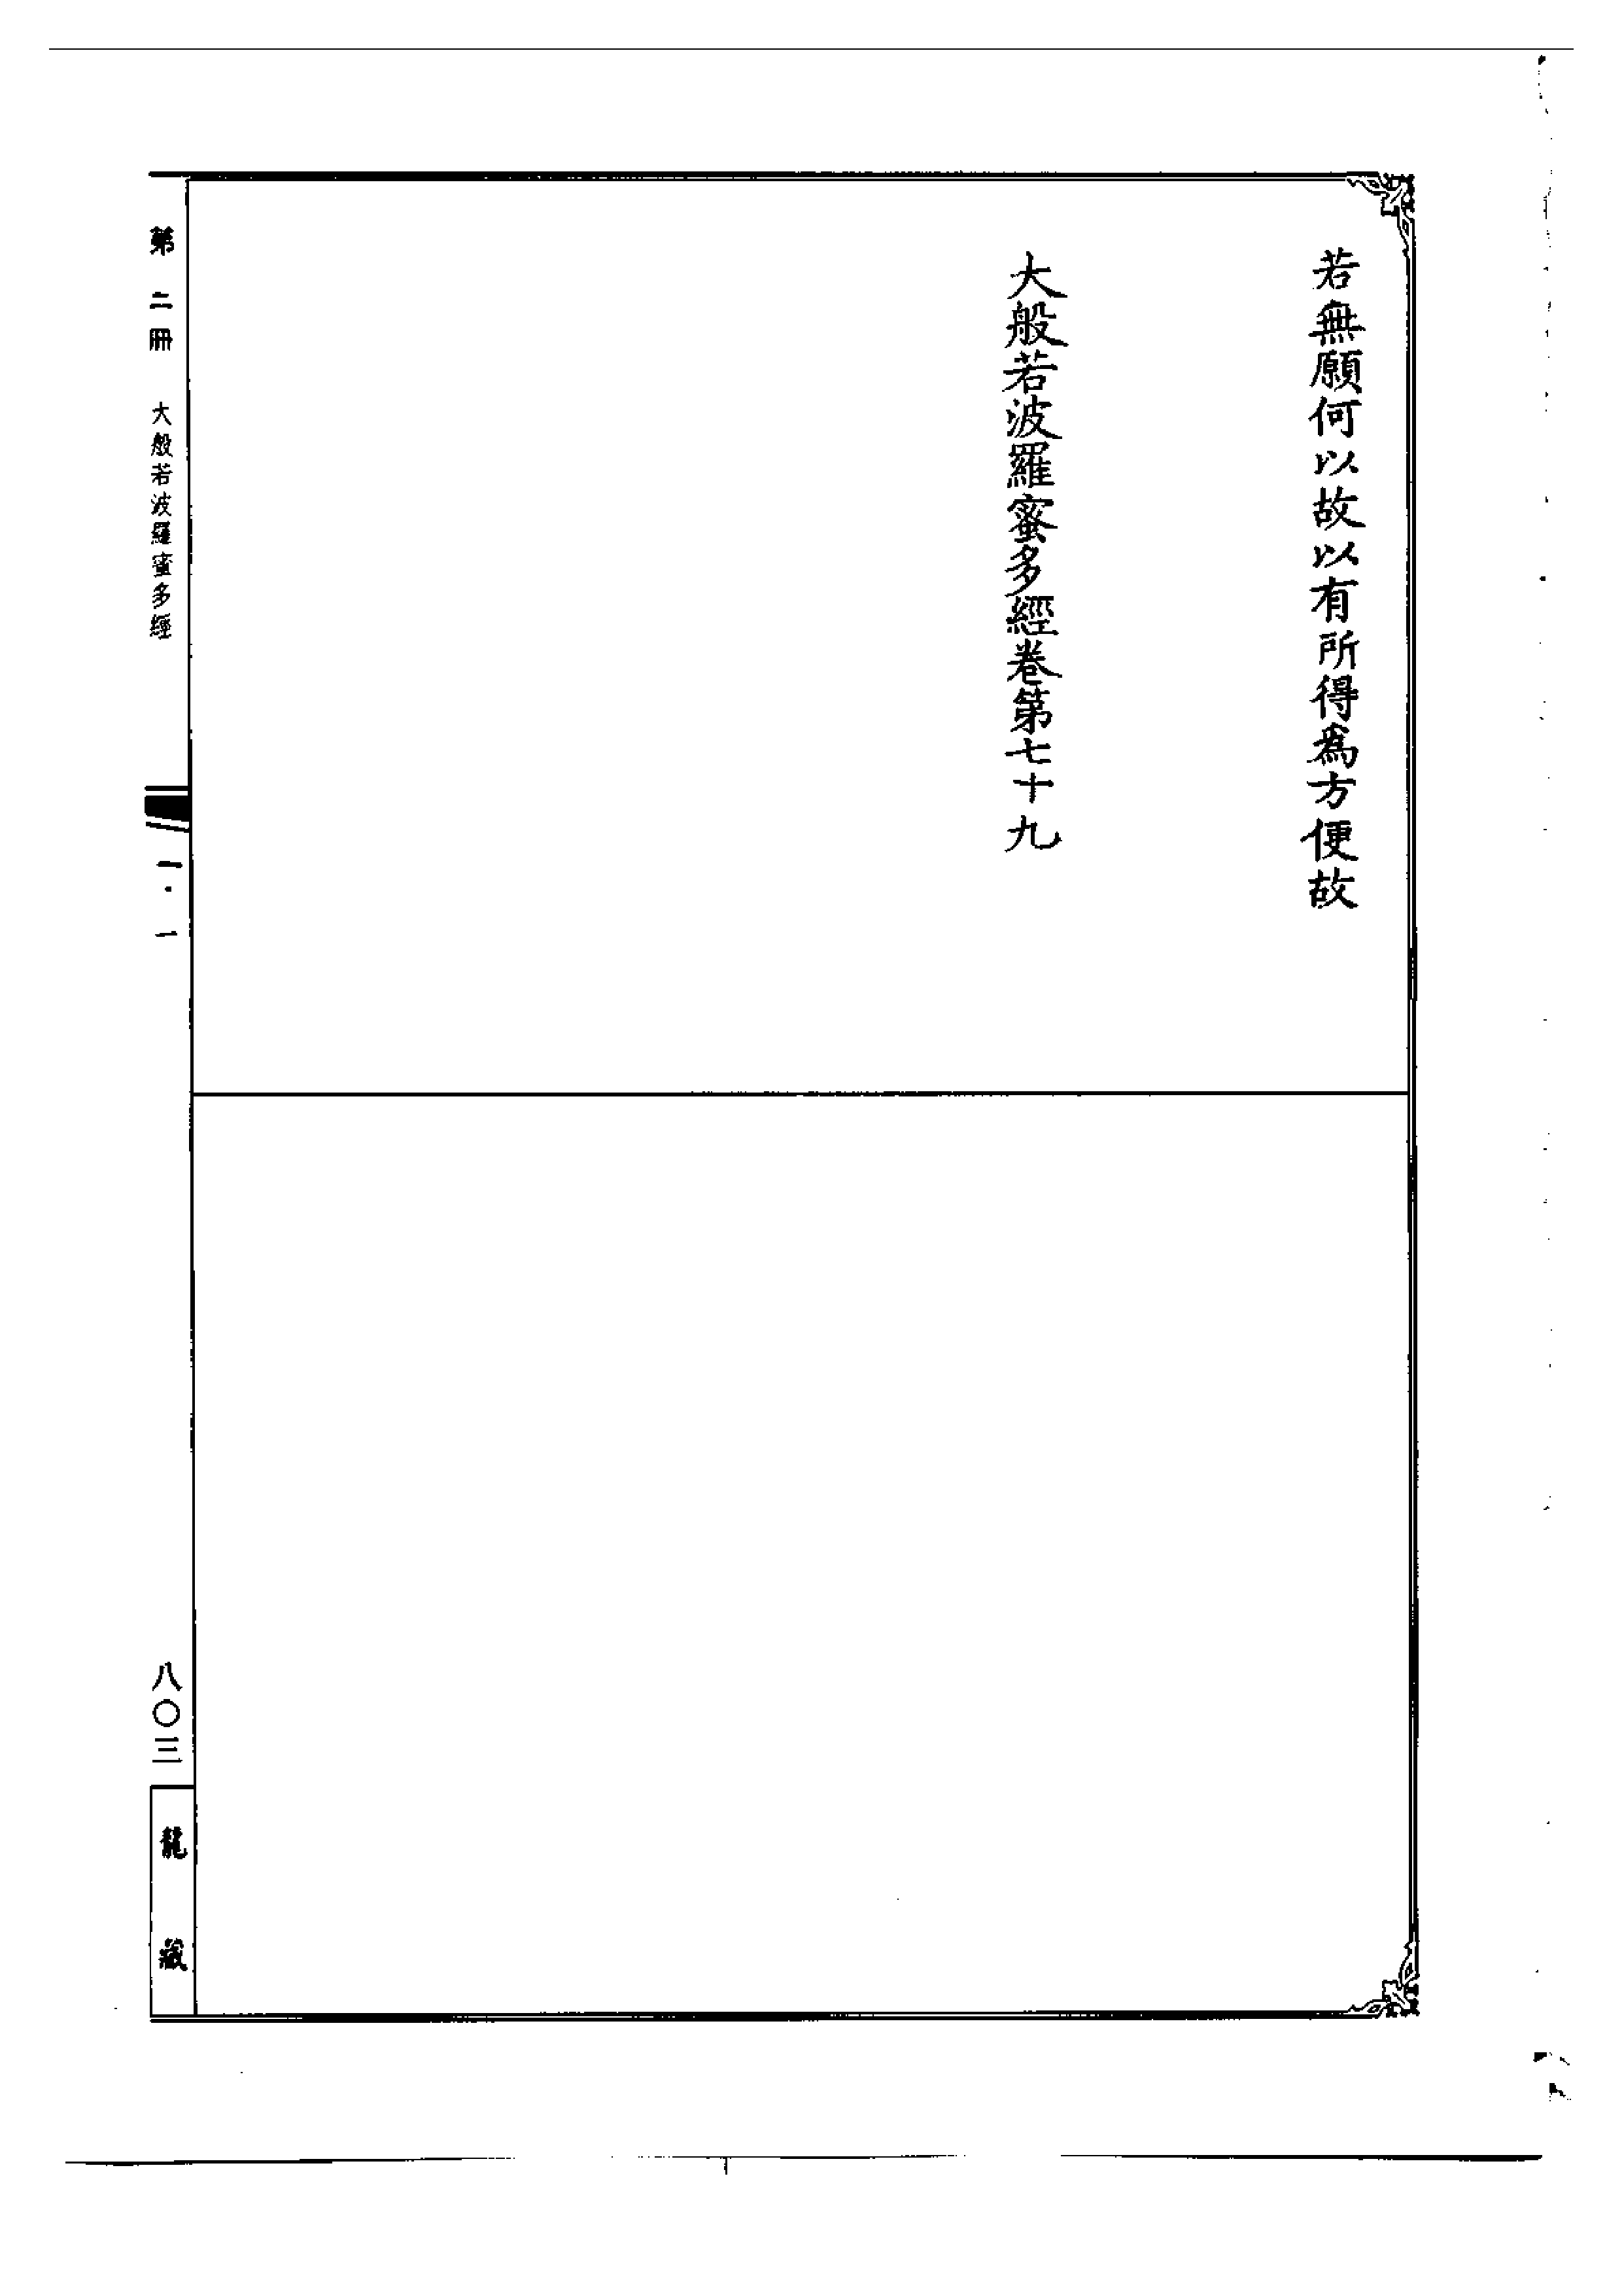 若無願何以故以有所得爲方便故
大般若波羅蜜多經卷第七十九
第二冊 大般若波羅蜜多經
一·一
八〇三
龍藏